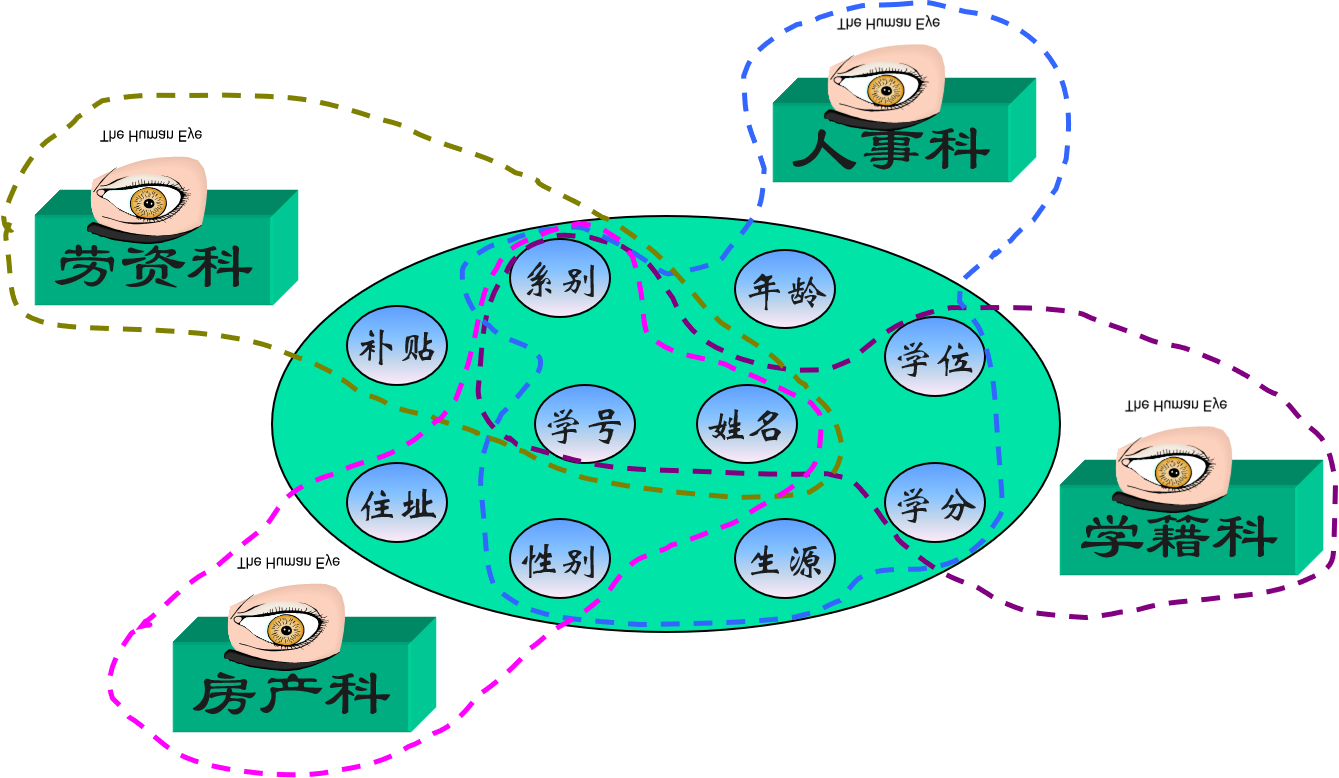 The Human Eye
人事科
The Human Eye
劳资科
系别
年龄
补贴
学位
学号
姓名
The Human Eye
学籍科
住址
学分
性别
生源
The Human Eye
房产科